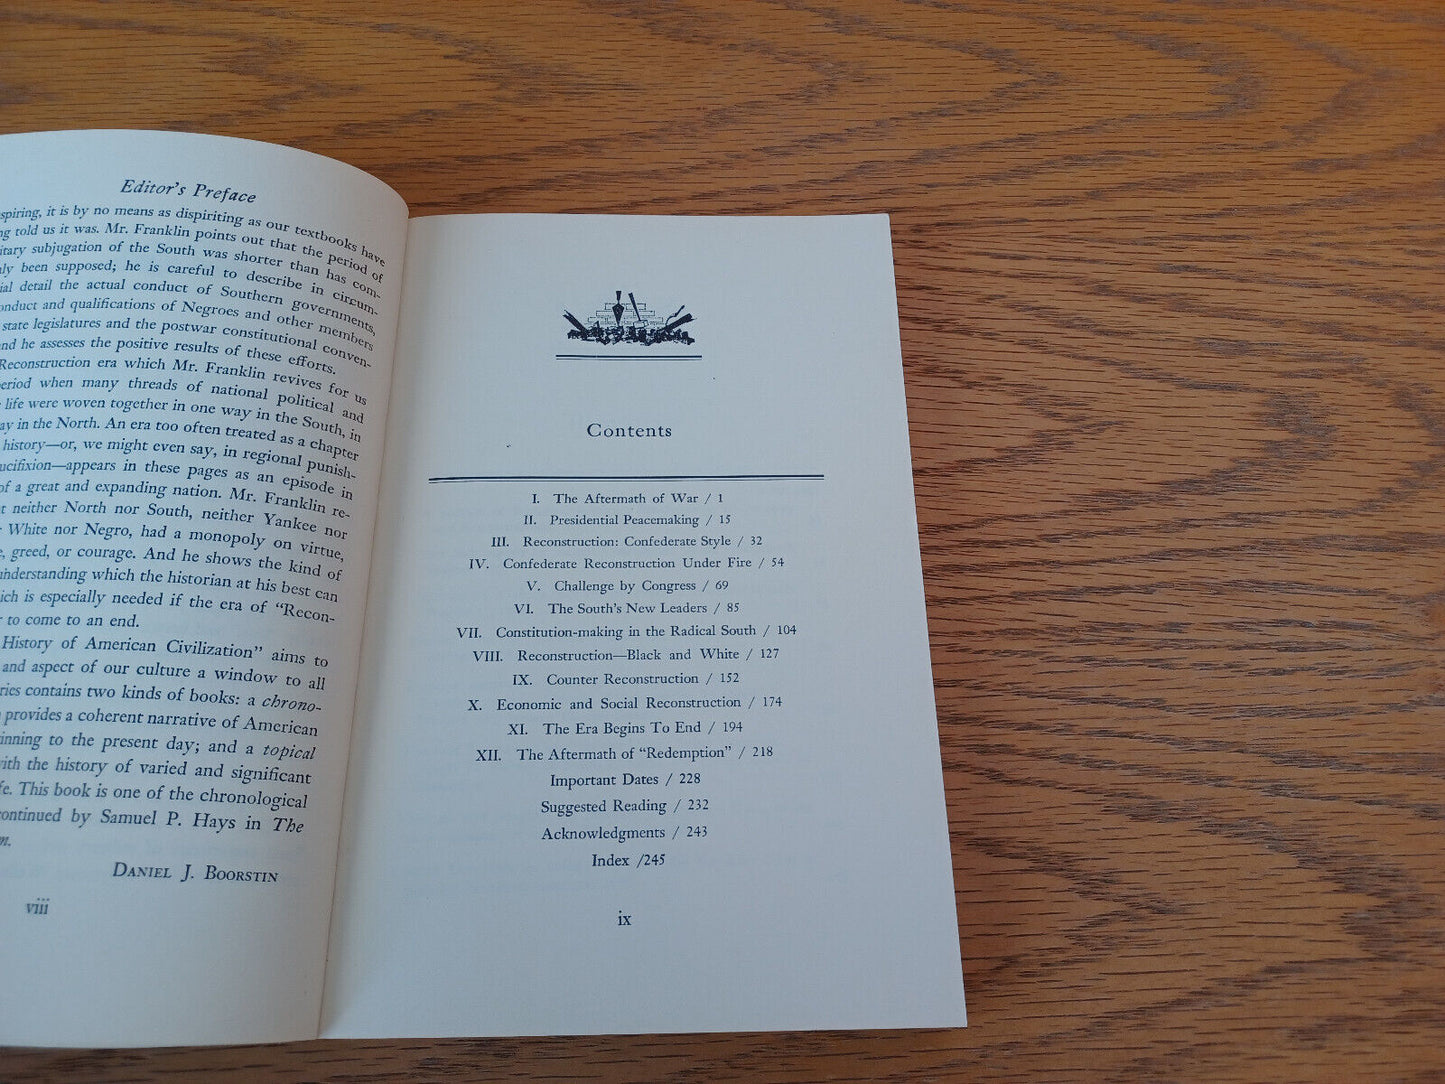 Editor's Preface
it is by no means as dispiriting as our textbooks have
told us it was. Mr. Franklin points out that the period of
subjugation of the South was shorter than has com-
been supposed; he is careful to describe in circum-
detail the actual conduct of Southern governments,
and qualifications of Negroes and other members
state legislatures and the postwar constitutional conven-
he assesses the positive results of these efforts.
Reconstruction era which Mr. Franklin revives for us
when many threads of national political and
life were woven together in one way in the South, in
in the North. An era too often treated as a chapter
history—or, we might even say, in regional punish-
appears in these pages as an episode in
of a great and expanding nation. Mr. Franklin re-
neither North nor South, neither Yankee nor
White nor Negro, had a monopoly on virtue,
greed, or courage. And he shows the kind of
understanding which the historian at his best can
is especially needed if the era of "Recon-
to come to an end.
History of American Civilization" aims to
and aspect of our culture a window to all
contains two kinds of books: a chrono-
provides a coherent narrative of American
to the present day; and a topical
with the history of varied and significant
This book is one of the chronological
continued by Samuel P. Hays in The
DANIEL J. BOORSTIN
viii
Contents
I. The Aftermath of War / 1
II. Presidential Peacemaking / 15
III. Reconstruction: Confederate Style / 32
IV. Confederate Reconstruction Under Fire / 54
V. Challenge by Congress / 69
VI. The South's New Leaders / 85
VII. Constitution-making in the Radical South / 104
VIII. Reconstruction—Black and White / 127
IX. Counter Reconstruction / 152
X. Economic and Social Reconstruction / 174
XI. The Era Begins To End / 194
XII. The Aftermath of "Redemption" / 218
Important Dates / 228
Suggested Reading / 232
Acknowledgments / 243
Index /245
ix